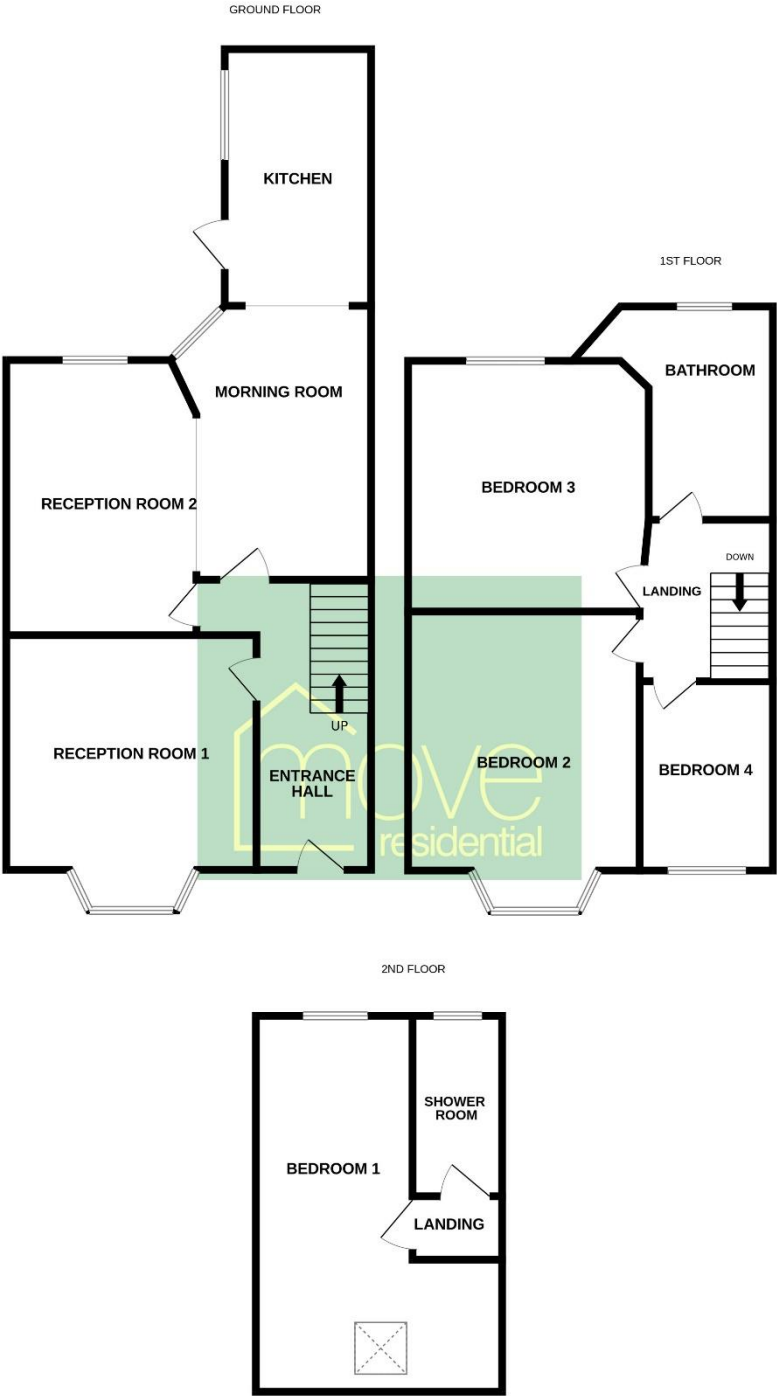 GROUND FLOOR
KITCHEN
MORNING ROOM
RECEPTION ROOM 2
RECEPTION ROOM 1
UP
ENTRANCE
HALL
1ST FLOOR
BATHROOM
BEDROOM 3
DOWN
LANDING
BEDROOM 2
BEDROOM 4
move
residential
2ND FLOOR
SHOWER
ROOM
BEDROOM 1
LANDING